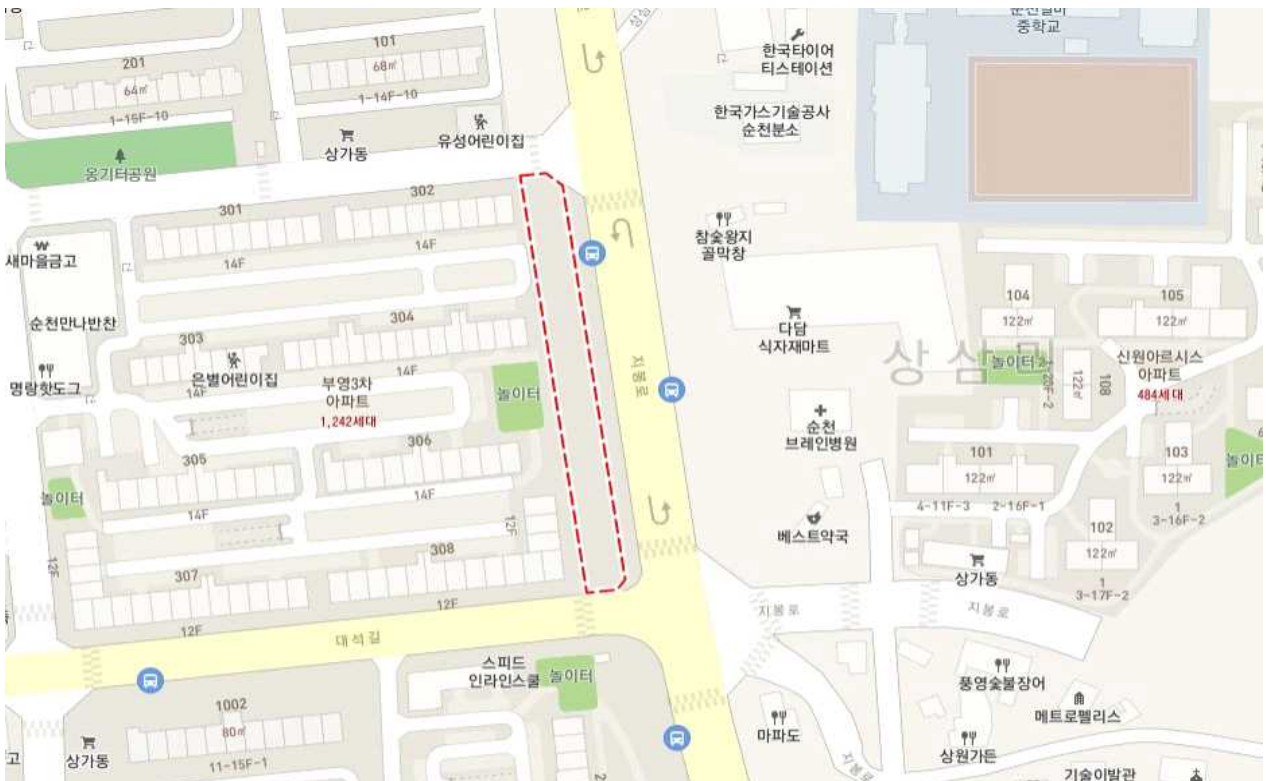 201
64㎡
1-15F-10
옹기터공원
101
68㎡
1-14F-10
상가동
유성어린이집
한국타이어
티스테이션
한국가스기술공사
순천분소
중학교
301
14F
302
새마을금고
순천만나반찬
명랑핫도그
303
14F
은별어린이집
304
14F
부영3차
아파트
1,242세대
놀이터
지봉로
참숯왕지
꼴막창
다담
식자재마트
순천
브레인병원
베스트약국
104
122㎡
105
122㎡
놀이터
122㎡
108
신원아르시스
아파트
484세대
101
122㎡
4-11F-3
2-16F-1
103
122㎡
1
3-16F-2
102
122㎡
1
3-17F-2
상가동
305
14F
306
14F
놀이터
12F
307
12F
308
12F
12F
대석길
지봉로
지봉로
지봉로
스피드
인라인스쿨
놀이터
1002
80㎡
11-15F-1
상가동
마파도
풍영숯불장어
메트로펠리스
상원가든
기술이발관